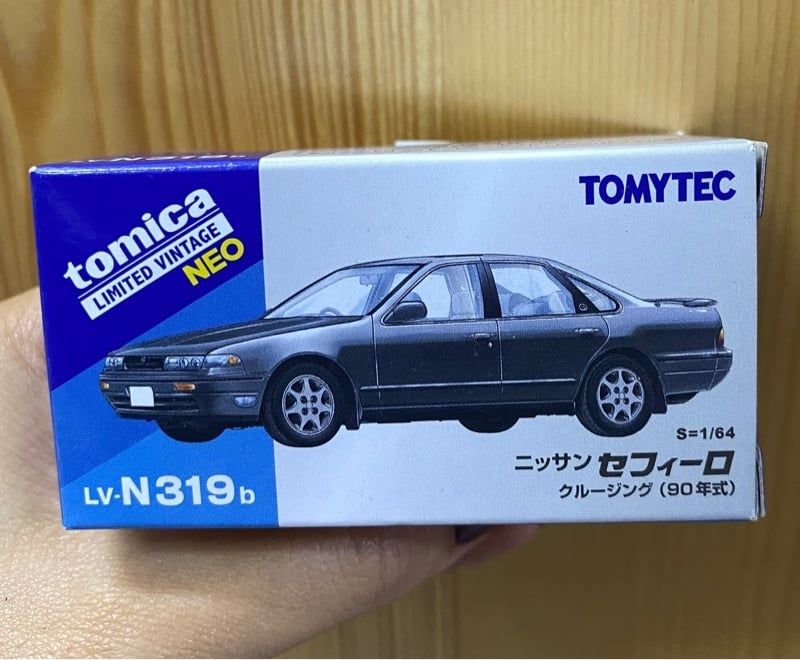 tomica
LIMITED VINTAGE
NEO
TOMYTEC
S=1/64
ニッサン セフィーロ
クルージング (90年式)
LV-N319b